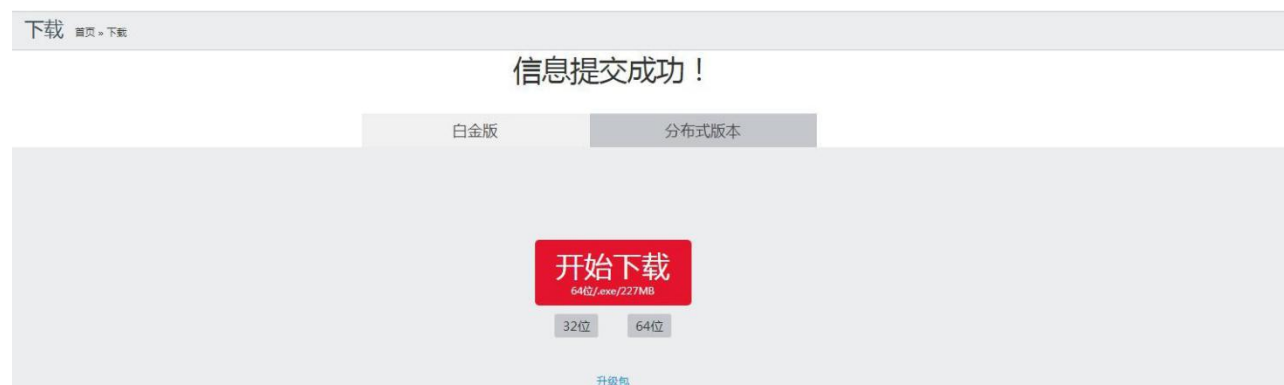 下载 首页 » 下载
信息提交成功！
白金版 分布式版本
开始下载
64位/.exe/227MB
32位 64位
升级包